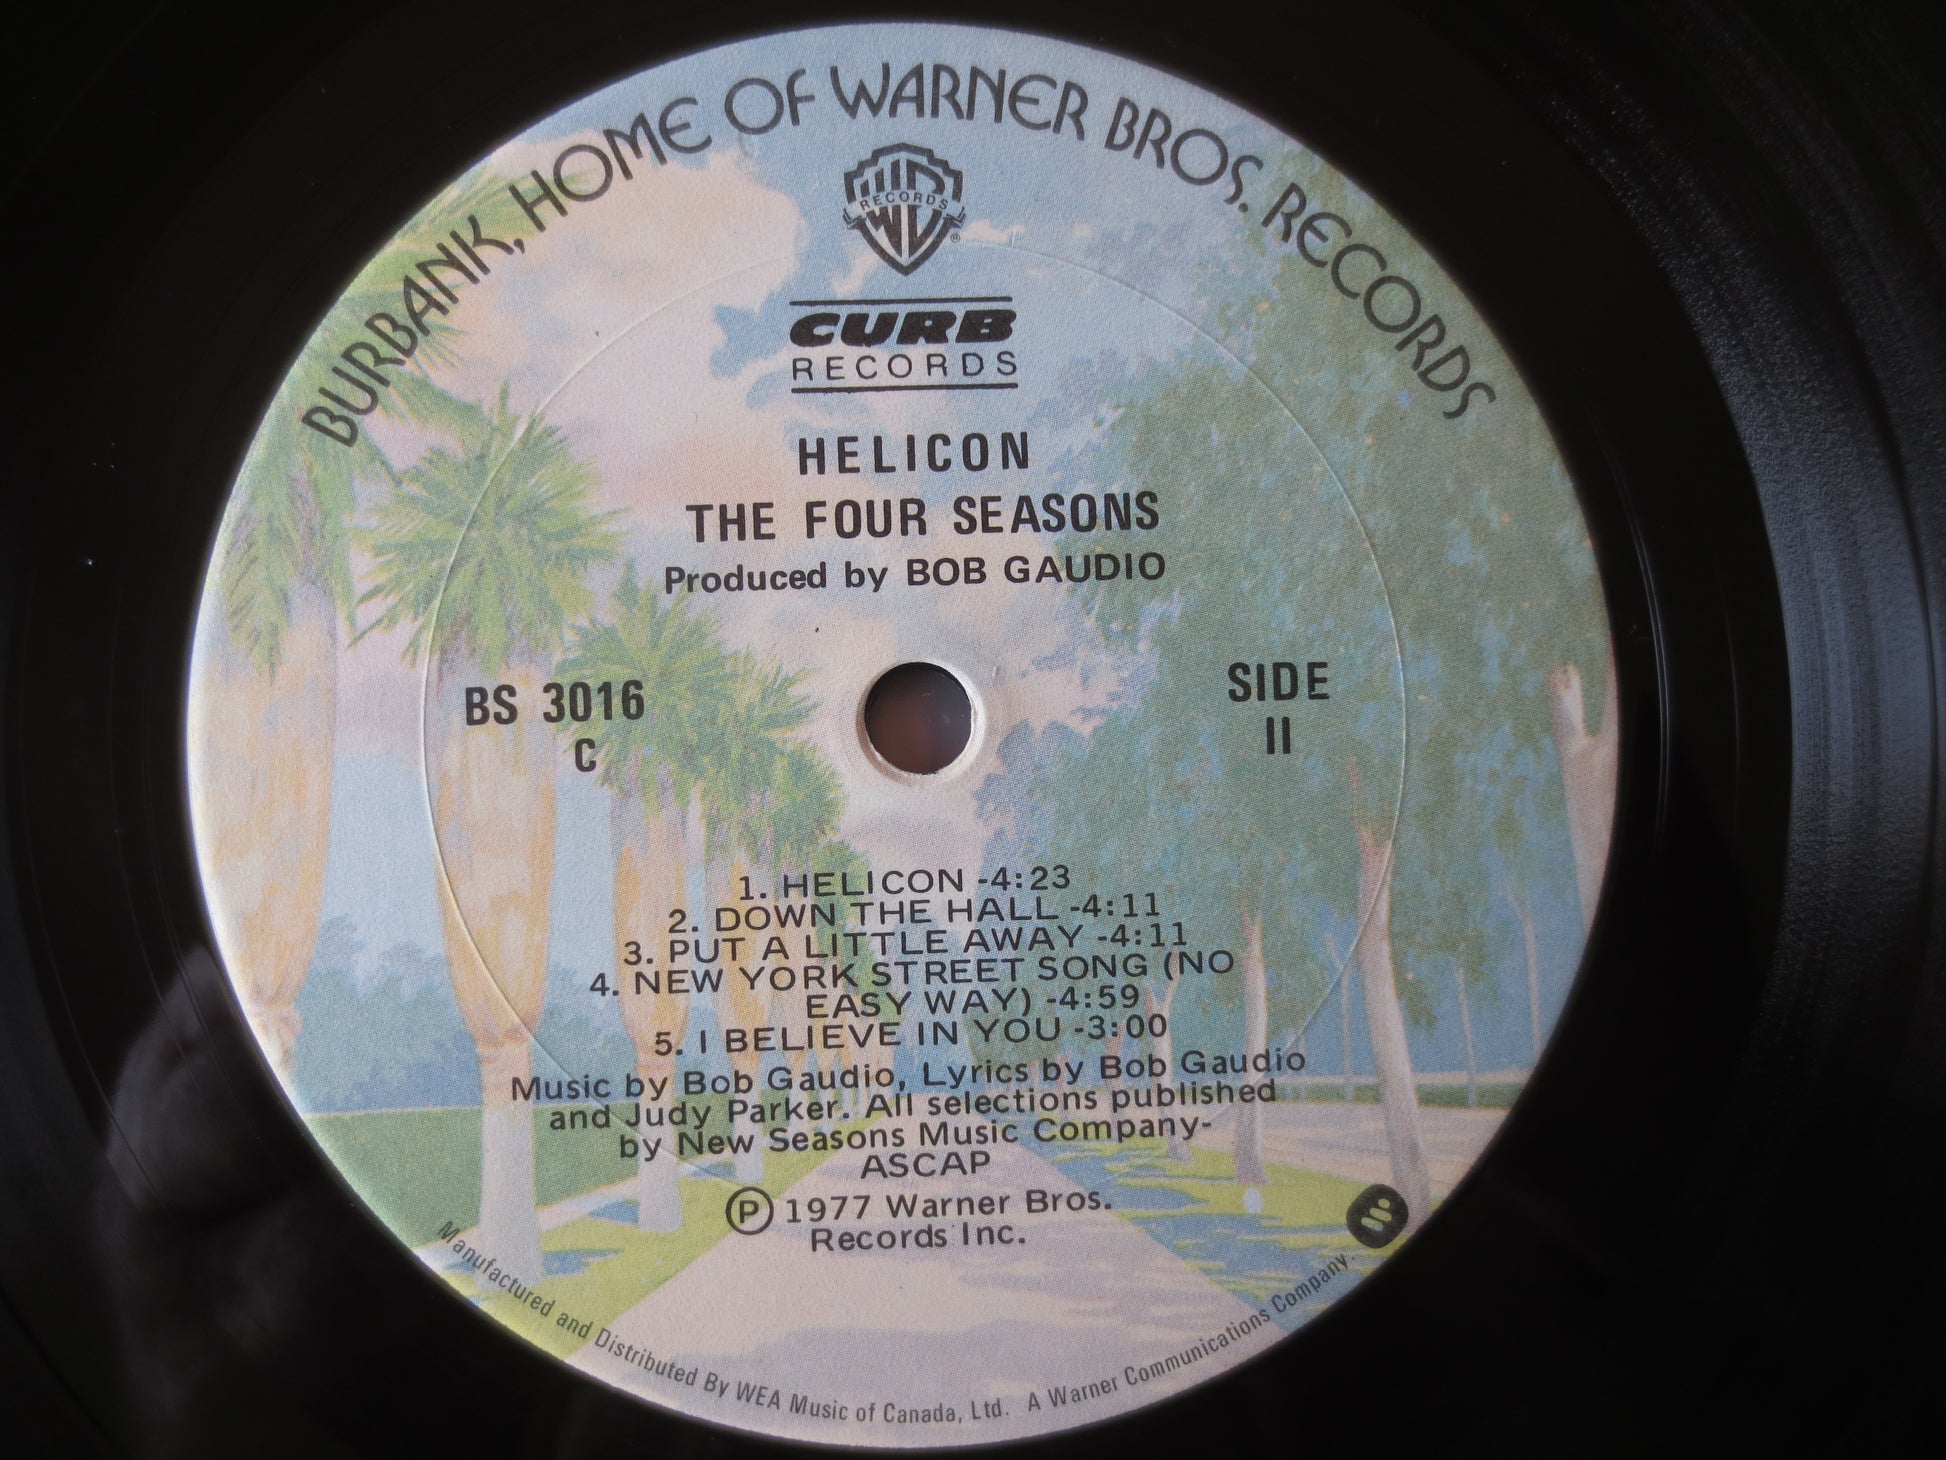 BURBANK, HOME OF WARNER BROS. RECORDS
RECORDS
®
CURB
RECORDS
HELICON
THE FOUR SEASONS
Produced by BOB GAUDIO
BS 3016
C
SIDE
II
1. HELICON -4:23
2. DOWN THE HALL -4:11
3. PUT A LITTLE AWAY -4:11
4. NEW YORK STREET SONG (NO
EASY WAY) -4:59
5. I BELIEVE IN YOU -3:00
Music by Bob Gaudio, Lyrics by Bob Gaudio
and Judy Parker. All selections published
by New Seasons Music Company-
ASCAP
Ⓟ 1977 Warner Bros.
Records Inc.
Manufactured and Distributed By WEA Music of Canada, Ltd. A Warner Communications Company.